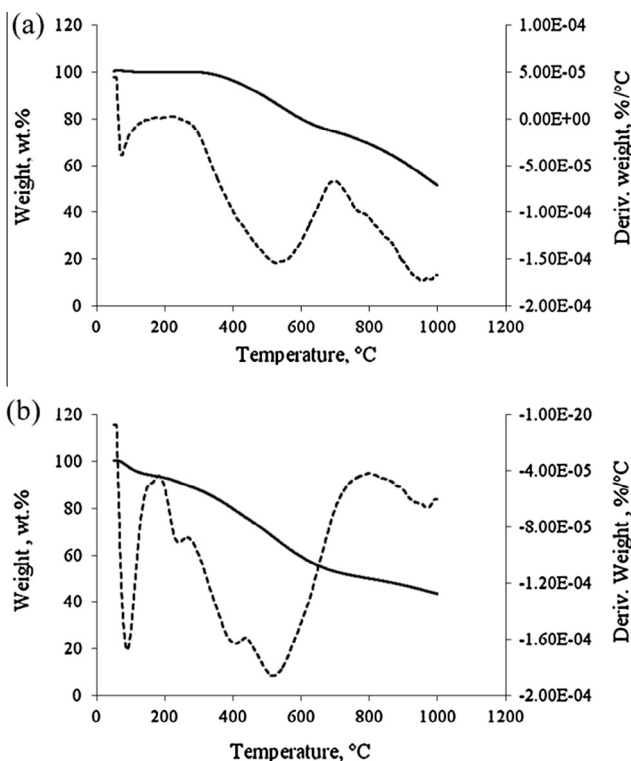 (a)
120
100
80
60
40
20
0
Weight, wt.%
1.00E-04
5.00E-05
0.00E+00
-5.00E-05
-1.00E-04
-1.50E-04
-2.00E-04
Deriv. weight, %/°C
0 200 400 600 800 1000 1200
Temperature, °C
(b)
120
100
80
60
40
20
0
Weight , wt.%
-1.00E-20
-4.00E-05
-8.00E-05
-1.20E-04
-1.60E-04
-2.00E-04
Deriv. Weight , %/°C
0 200 400 600 800 1000 1200
Temperature, °C